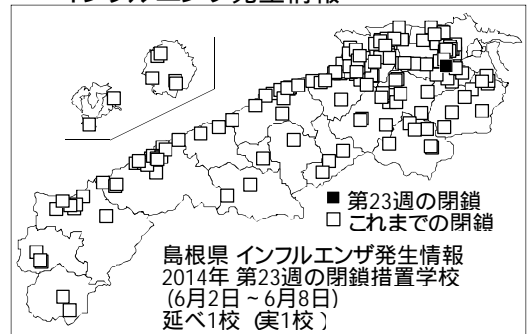 インフルエンザ発生情報
■ 第23週の閉鎖
□ これまでの閉鎖
島根県 インフルエンザ発生情報
2014年 第23週の閉鎖措置学校
(6月2日～6月8日)
延べ1校 (実1校 )